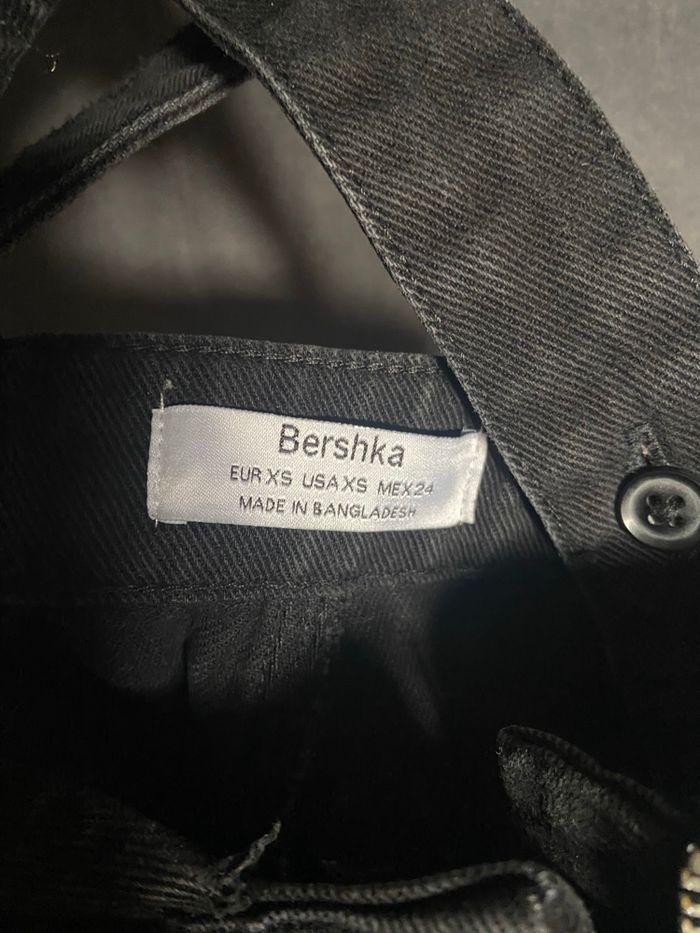 Bershka
EUR XS USA XS MEX 24
MADE IN BANGLADESH